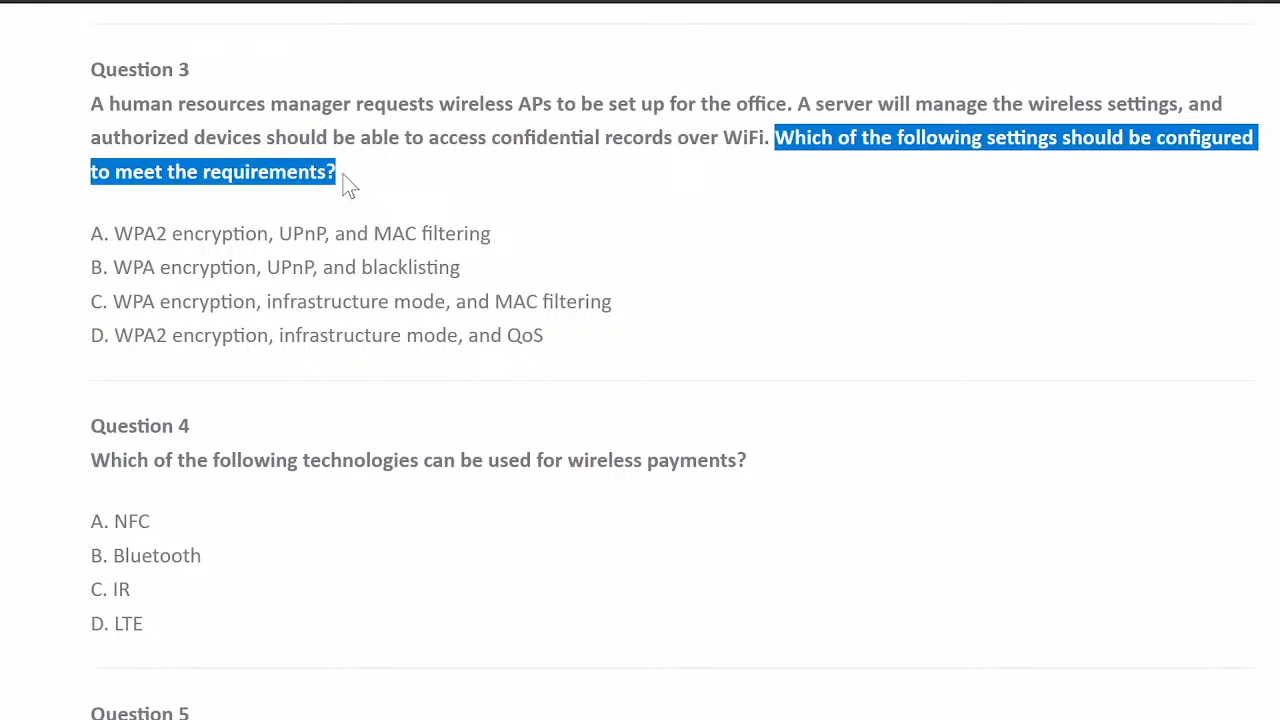 Question 3
A human resources manager requests wireless APs to be set up for the office. A server will manage the wireless settings, and
authorized devices should be able to access confidential records over WiFi. Which of the following settings should be configured
to meet the requirements?
A. WPA2 encryption, UPnP, and MAC filtering
B. WPA encryption, UPnP, and blacklisting
C. WPA encryption, infrastructure mode, and MAC filtering
D. WPA2 encryption, infrastructure mode, and QoS
Question 4
Which of the following technologies can be used for wireless payments?
A. NFC
B. Bluetooth
C. IR
D. LTE
Question 5